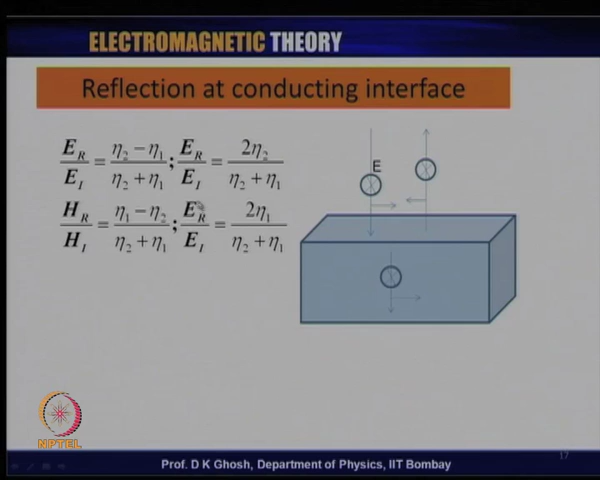 ELECTROMAGNETIC THEORY
Reflection at conducting interface
E_R/E_I = (η₂ − η₁)/(η₂ + η₁); E_R/E_I = 2η₂/(η₂ + η₁)
H_R/H_I = (η₁ − η₂)/(η₂ + η₁); E_R/E_I = 2η₁/(η₂ + η₁)
E
NPTEL
Prof. D K Ghosh, Department of Physics, IIT Bombay
17